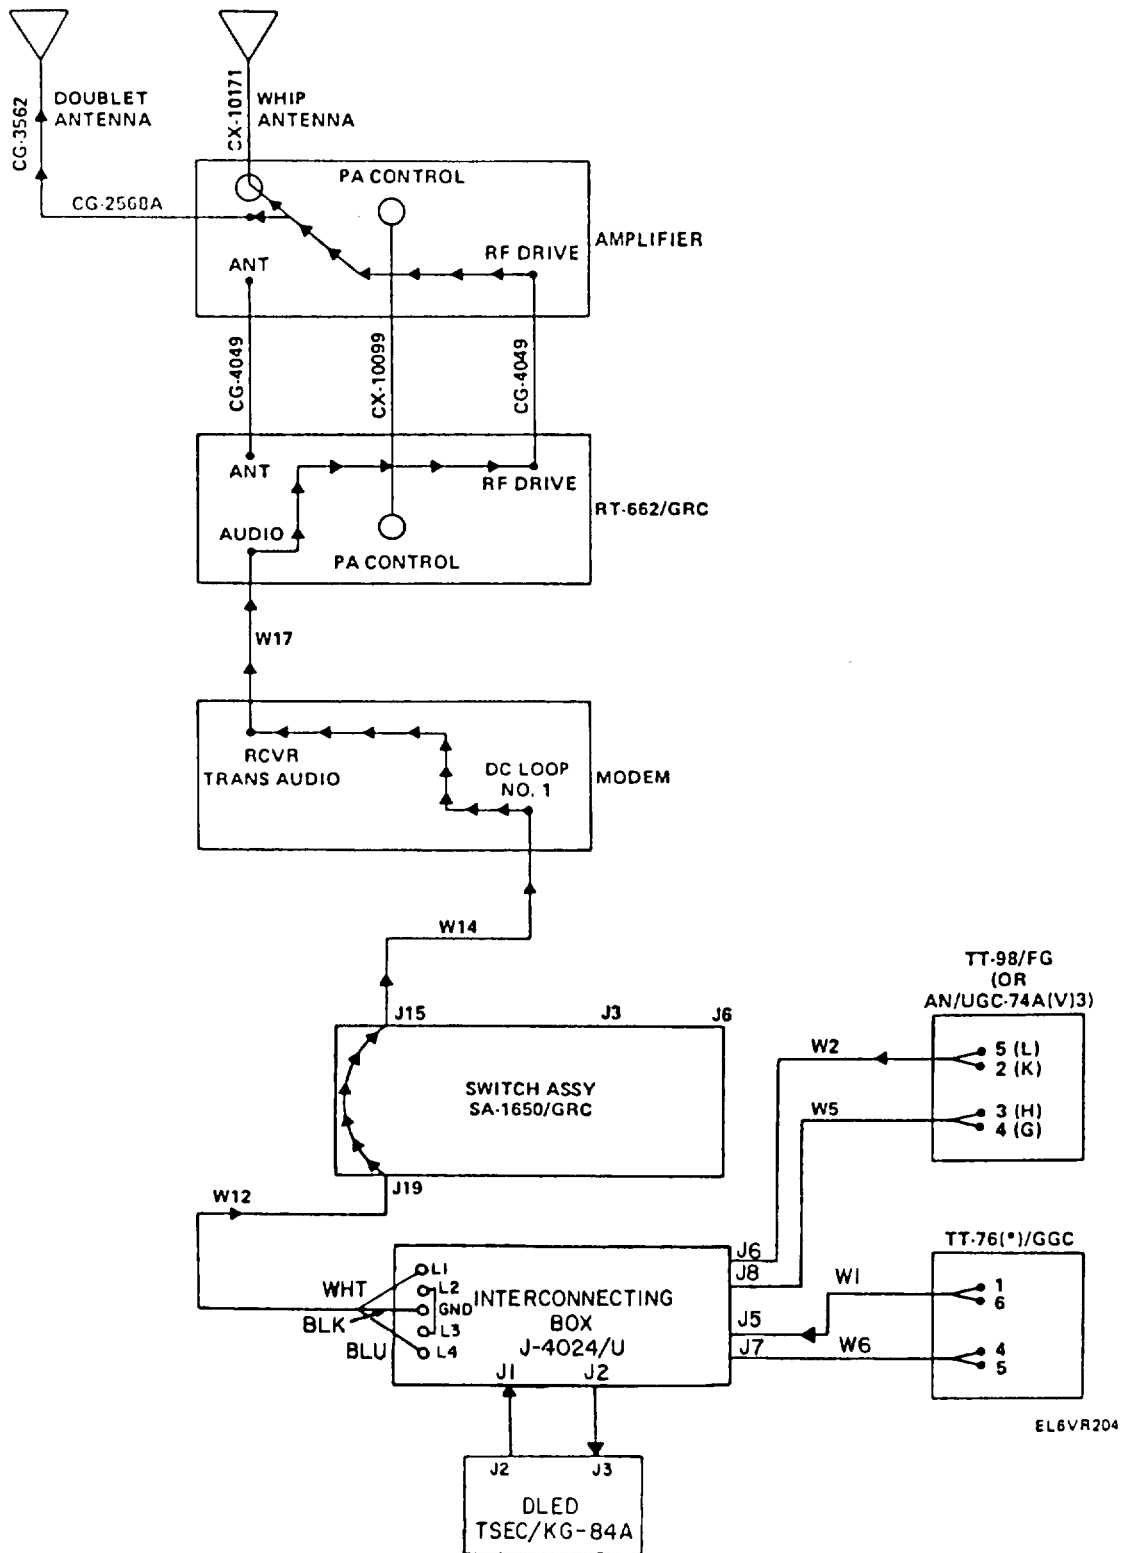 DOUBLET
ANTENNA
WHIP
ANTENNA
CG-3562
CX-10171
CG-2568A
PA CONTROL
AMPLIFIER
RF DRIVE
ANT
CG-4049
CX-10099
CG-4049
ANT
RF DRIVE
RT-662/GRC
AUDIO
PA CONTROL
W17
RCVR
TRANS AUDIO
DC LOOP
NO. 1
MODEM
W14
J15
J3
J6
SWITCH ASSY
SA-1650/GRC
J19
W12
TT-98/FG
(OR
AN/UGC-74A(V)3)
W2
5 (L)
2 (K)
W5
3 (H)
4 (G)
TT-76(*)/GGC
W1
1
6
W6
4
5
J6
J8
J5
J7
L1
L2
GND
L3
L4
WHT
BLK
BLU
INTERCONNECTING
BOX
J-4024/U
J1
J2
J2
J3
DLED
TSEC/KG-84A
EL6VR204